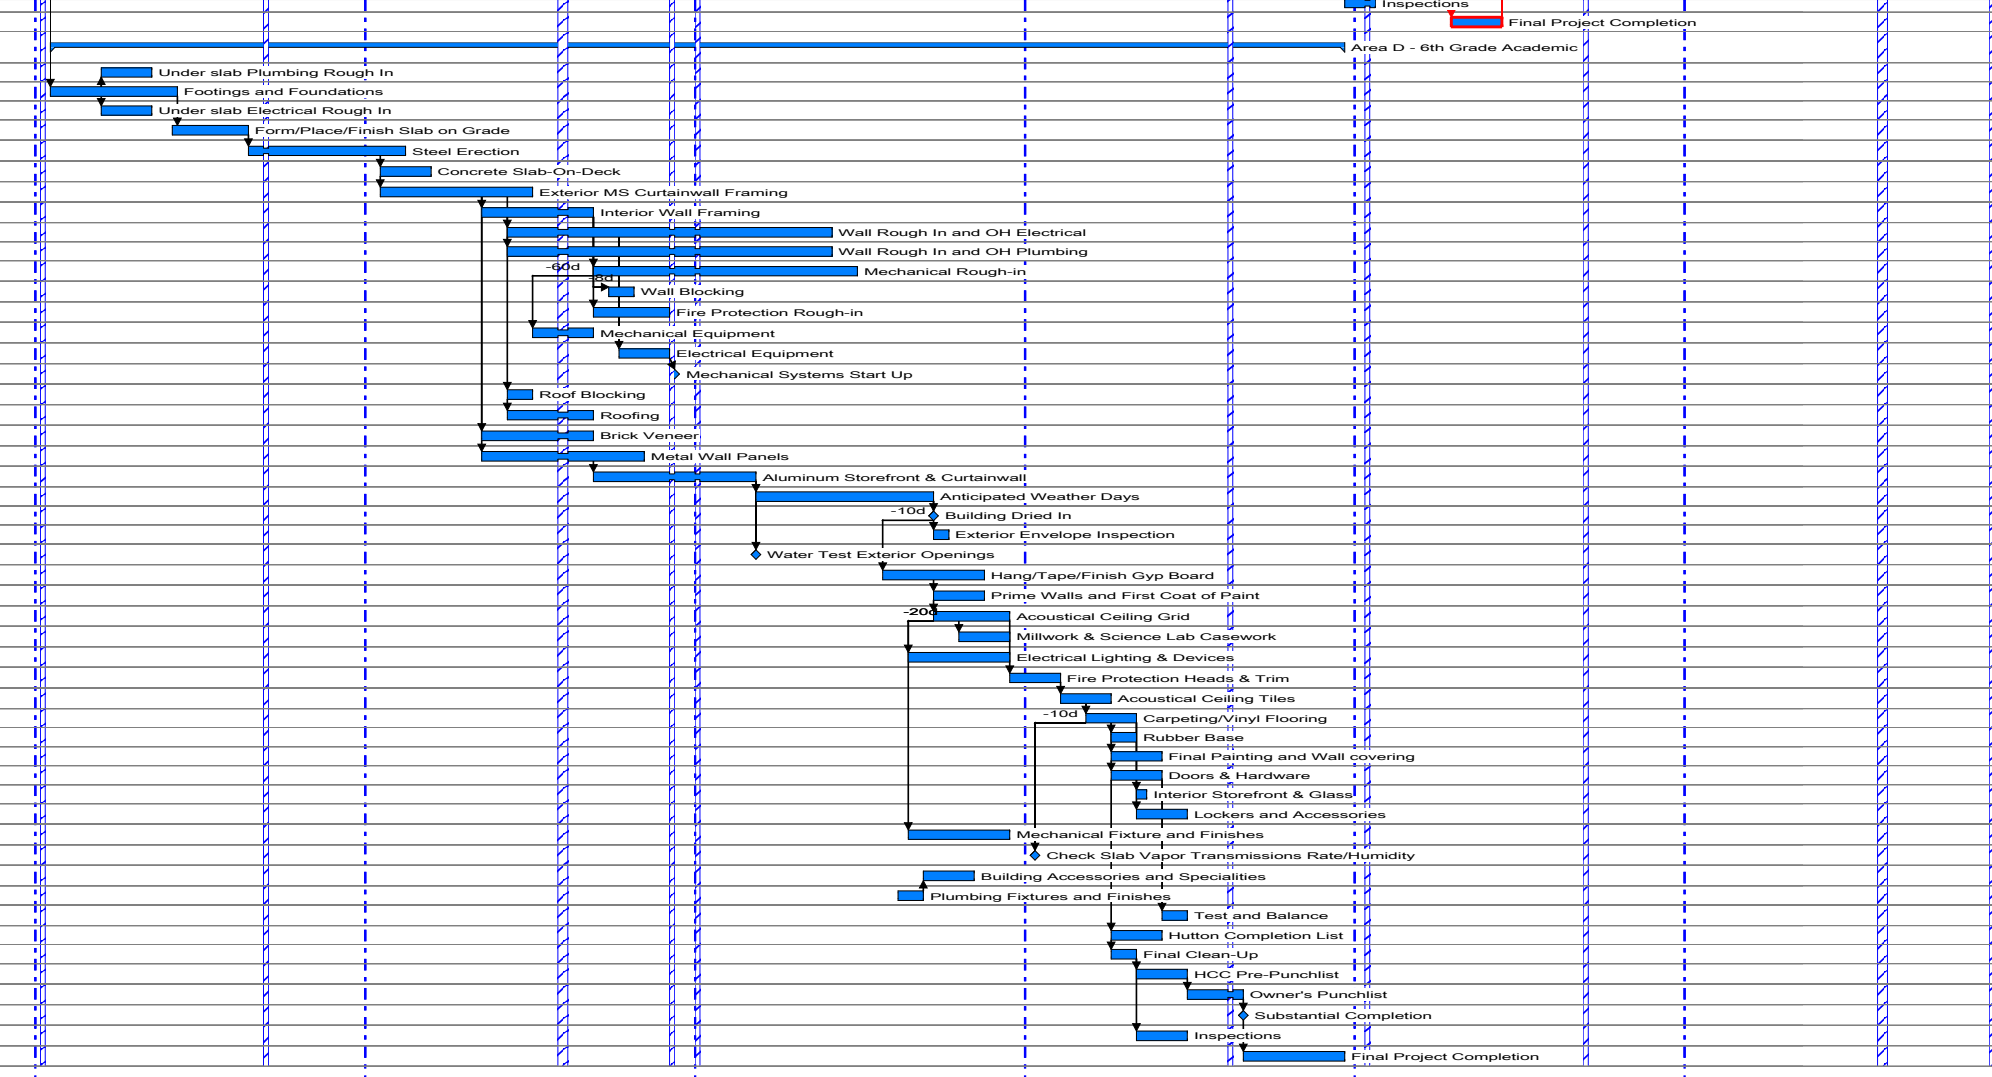 Inspections
Final Project Completion
Area D - 6th Grade Academic
Under slab Plumbing Rough In
Footings and Foundations
Under slab Electrical Rough In
Form/Place/Finish Slab on Grade
Steel Erection
Concrete Slab-On-Deck
Exterior MS Curtainwall Framing
Interior Wall Framing
Wall Rough In and OH Electrical
Wall Rough In and OH Plumbing
-60d
Mechanical Rough-in
-8d
Wall Blocking
Fire Protection Rough-in
Mechanical Equipment
Electrical Equipment
Mechanical Systems Start Up
Roof Blocking
Roofing
Brick Veneer
Metal Wall Panels
Aluminum Storefront & Curtainwall
Anticipated Weather Days
-10d
Building Dried In
Exterior Envelope Inspection
Water Test Exterior Openings
Hang/Tape/Finish Gyp Board
Prime Walls and First Coat of Paint
-20d
Acoustical Ceiling Grid
Millwork & Science Lab Casework
Electrical Lighting & Devices
Fire Protection Heads & Trim
Acoustical Ceiling Tiles
-10d
Carpeting/Vinyl Flooring
Rubber Base
Final Painting and Wall covering
Doors & Hardware
Interior Storefront & Glass
Lockers and Accessories
Mechanical Fixture and Finishes
Check Slab Vapor Transmissions Rate/Humidity
Building Accessories and Specialities
Plumbing Fixtures and Finishes
Test and Balance
Hutton Completion List
Final Clean-Up
HCC Pre-Punchlist
Owner's Punchlist
Substantial Completion
Inspections
Final Project Completion